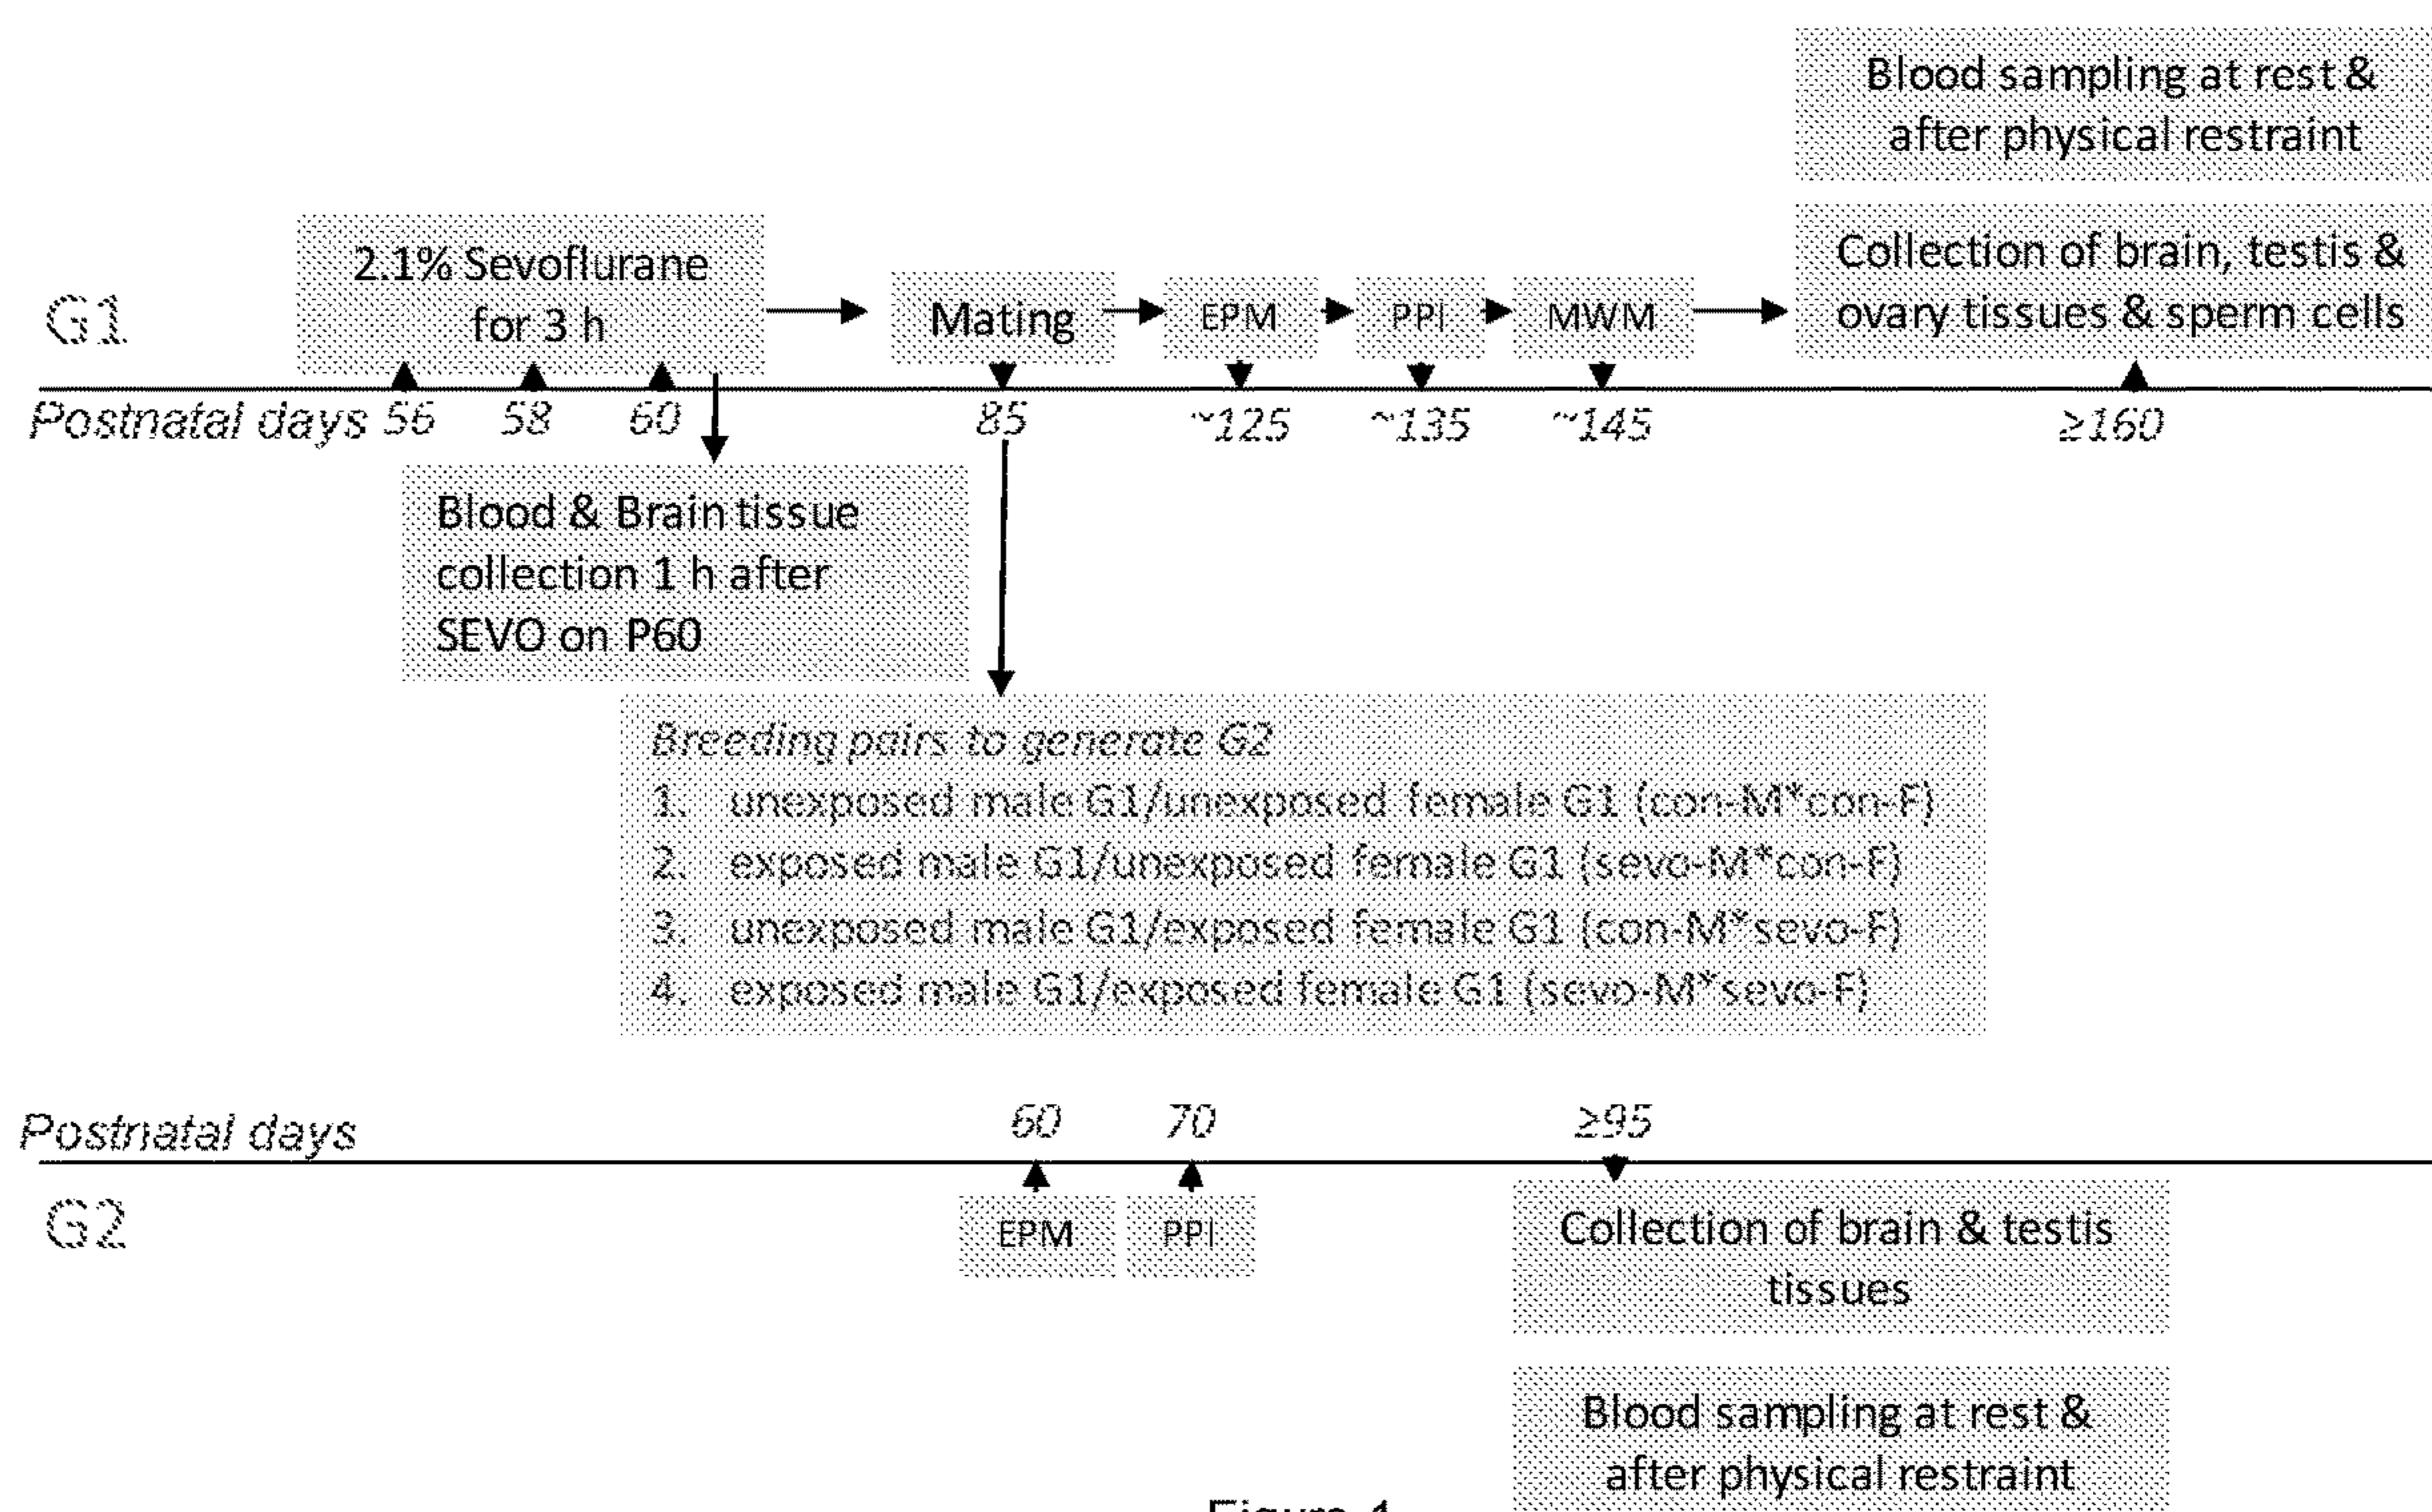 Blood sampling at rest &
after physical restraint
2.1% Sevoflurane
for 3 h
Collection of brain, testis &
ovary tissues & sperm cells
G1
Mating
EPM
PPI
MWM
Postnatal days 56 58 60 85 ~125 ~135 ~145 ≥160
Blood & Brain tissue
collection 1 h after
SEVO on P60
Breeding pairs to generate G2
1. unexposed male G1/unexposed female G1 (con-M*con-F)
2. exposed male G1/unexposed female G1 (sevo-M*con-F)
3. unexposed male G1/exposed female G1 (con-M*sevo-F)
4. exposed male G1/exposed female G1 (sevo-M*sevo-F)
Postnatal days 60 70 ≥95
G2
EPM
PPI
Collection of brain & testis
tissues
Blood sampling at rest &
after physical restraint
Figure 1